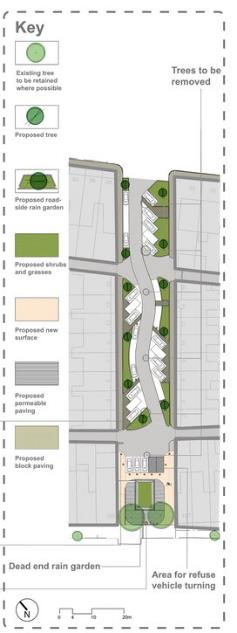 Key
Existing tree
to be retained
where possible
Proposed tree
Proposed road-
side rain garden
Proposed shrubs
and grasses
Proposed new
surface
Proposed
permeable
paving
Proposed
block paving
Trees to be
removed
Dead end rain garden
Area for refuse
vehicle turning
N
0 4 10 20m